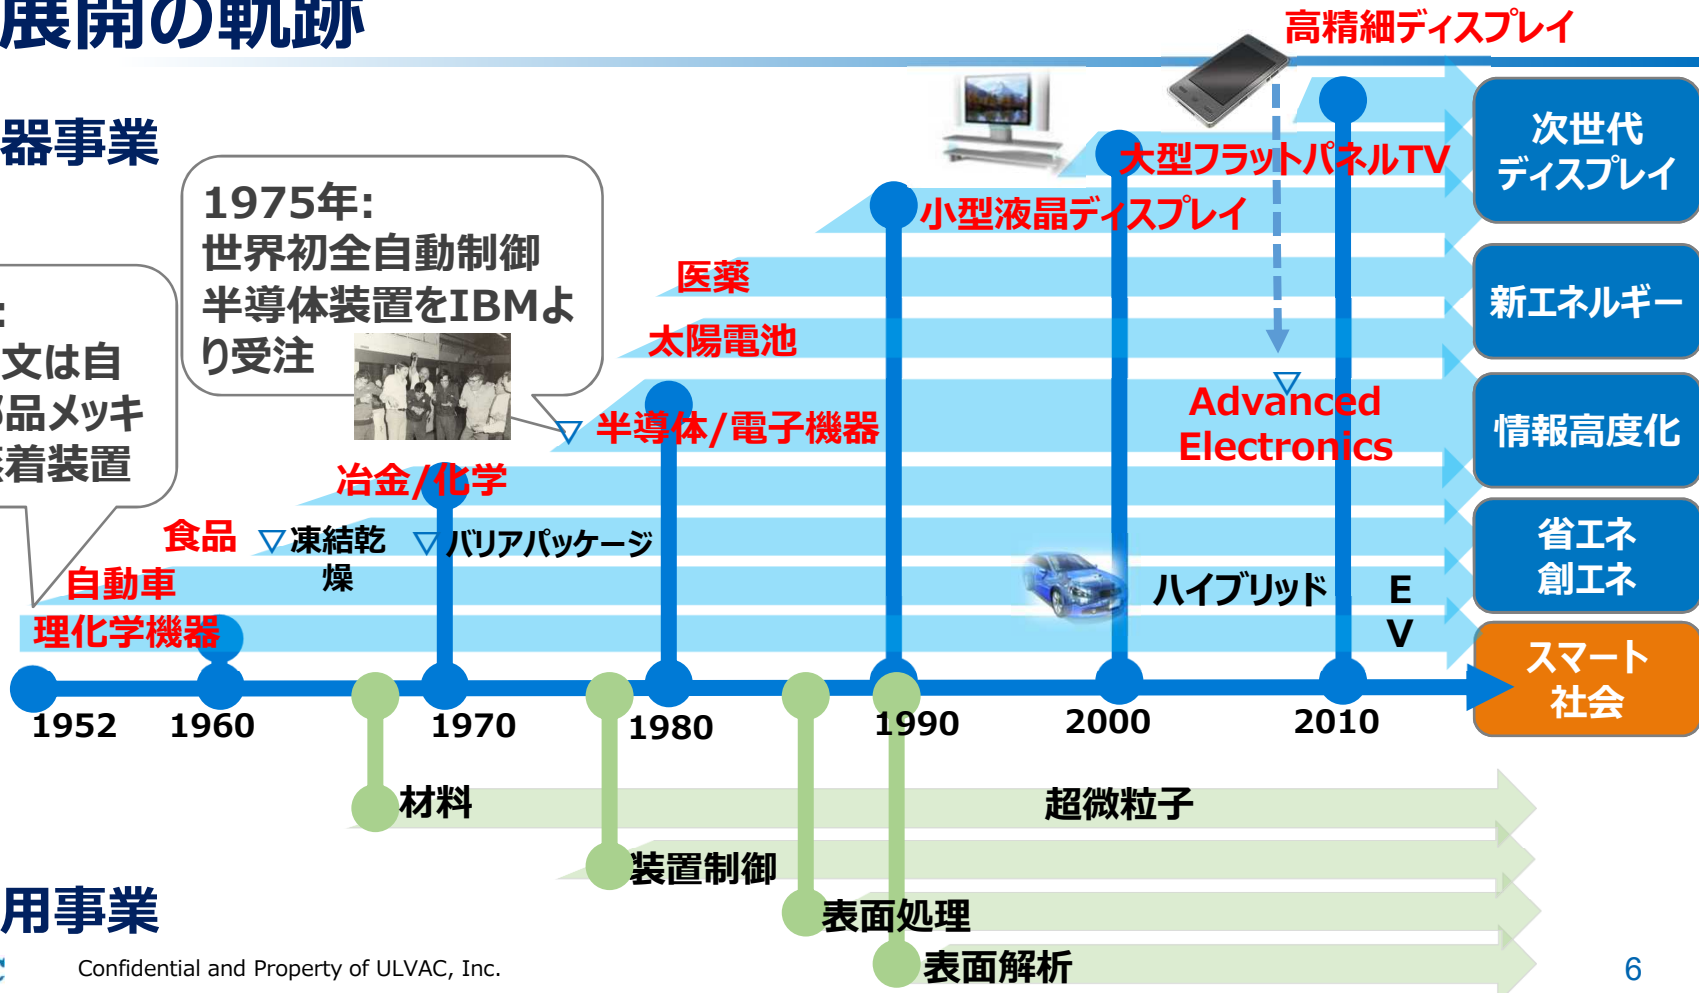 展開の軌跡
高精細ディスプレイ
器事業
次世代
ディスプレイ
大型フラットパネルTV
1975年:
世界初全自動制御
半導体装置をIBMよ
り受注
小型液晶ディスプレイ
医薬
新エネルギー
:
文は自
部品メッキ
蒸着装置
太陽電池
Advanced
Electronics
半導体/電子機器
情報高度化
冶金/化学
食品
▽凍結乾
燥
▽バリアパッケージ
省エネ
創エネ
自動車
ハイブリッド
E
V
理化学機器
スマート
社会
1952
1960
1970
1980
1990
2000
2010
材料
超微粒子
装置制御
表面処理
用事業
表面解析
Confidential and Property of ULVAC, Inc.
6